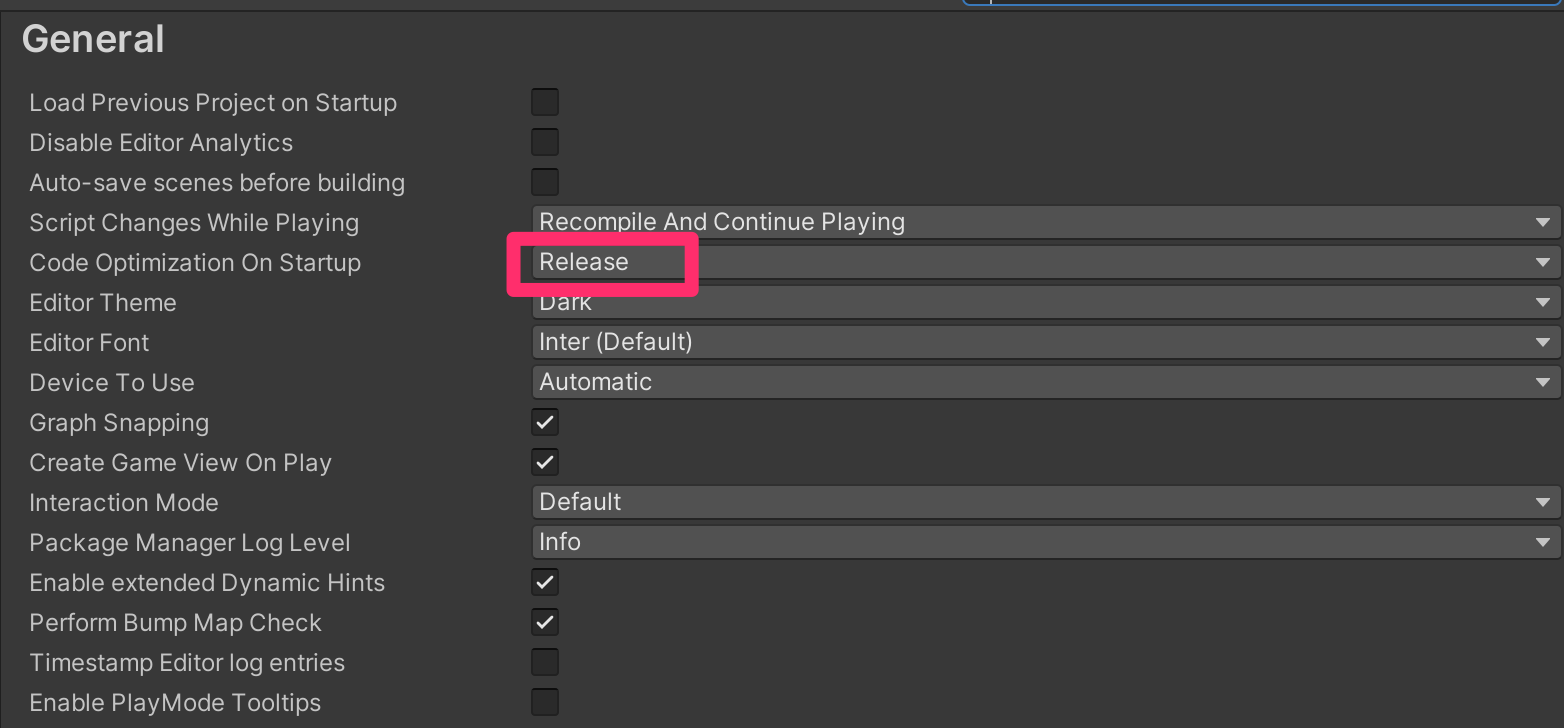 General
Load Previous Project on Startup
Disable Editor Analytics
Auto-save scenes before building
Script Changes While Playing Recompile And Continue Playing
Code Optimization On Startup Release
Editor Theme Dark
Editor Font Inter (Default)
Device To Use Automatic
Graph Snapping
Create Game View On Play
Interaction Mode Default
Package Manager Log Level Info
Enable extended Dynamic Hints
Perform Bump Map Check
Timestamp Editor log entries
Enable PlayMode Tooltips